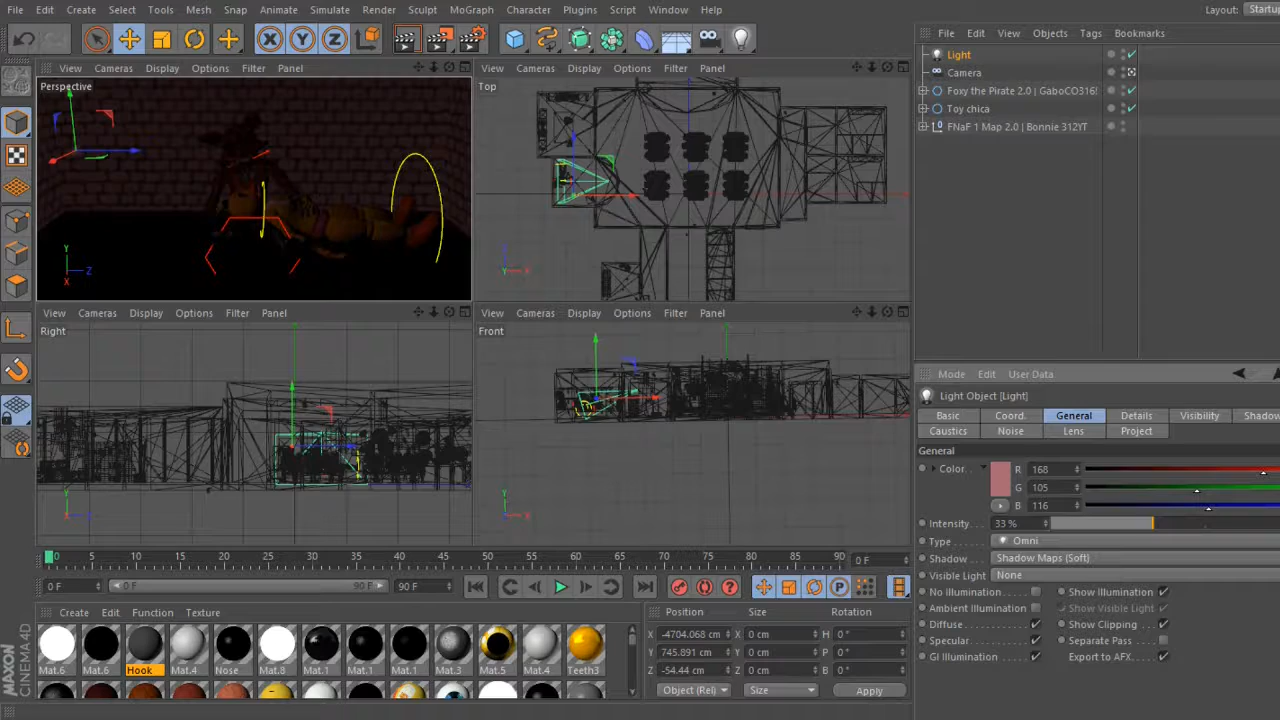 File Edit Create Select Tools Mesh Snap Animate Simulate Render Sculpt MoGraph Character Plugins Script Window Help
Layout: Startup
File Edit View Objects Tags Bookmarks
Light
Camera
Foxy the Pirate 2.0 | GaboCO316!
Toy chica
FNaF 1 Map 2.0 | Bonnie 312YT
View Cameras Display Options Filter Panel
Perspective
Y
Z
X
View Cameras Display Options Filter Panel
Top
Y X
View Cameras Display Options Filter Panel
Right
Y
View Cameras Display Options Filter Panel
Front
Y
X
Mode Edit User Data
Light Object [Light]
Basic Coord. General Details Visibility Shadow
Caustics Noise Lens Project
General
Color. R 168
G 105
B 116
Intensity 33 %
Type Omni
Shadow Shadow Maps (Soft)
Visible Light None
No Illumination Show Illumination
Ambient Illumination Show Visible Light
Diffuse Show Clipping
Specular Separate Pass
GI Illumination Export to AFX.
0 5 10 15 20 25 30 35 40 45 50 55 60 65 70 75 80 85 90 0 F
0 F 0 F 90 F 90 F
Create Edit Function Texture
Mat.6 Mat.6 Hook Mat.4 Nose Mat.8 Mat.1 Mat.1 Mat.1 Mat.3 Mat.5 Mat.4 Teeth3
Position Size Rotation
X -4704.068 cm X 0 cm H 0 °
Y 745.891 cm Y 0 cm P 0 °
Z -54.44 cm Z 0 cm B 0 °
Object (Rel) Size Apply
MAXON
CINEMA4D